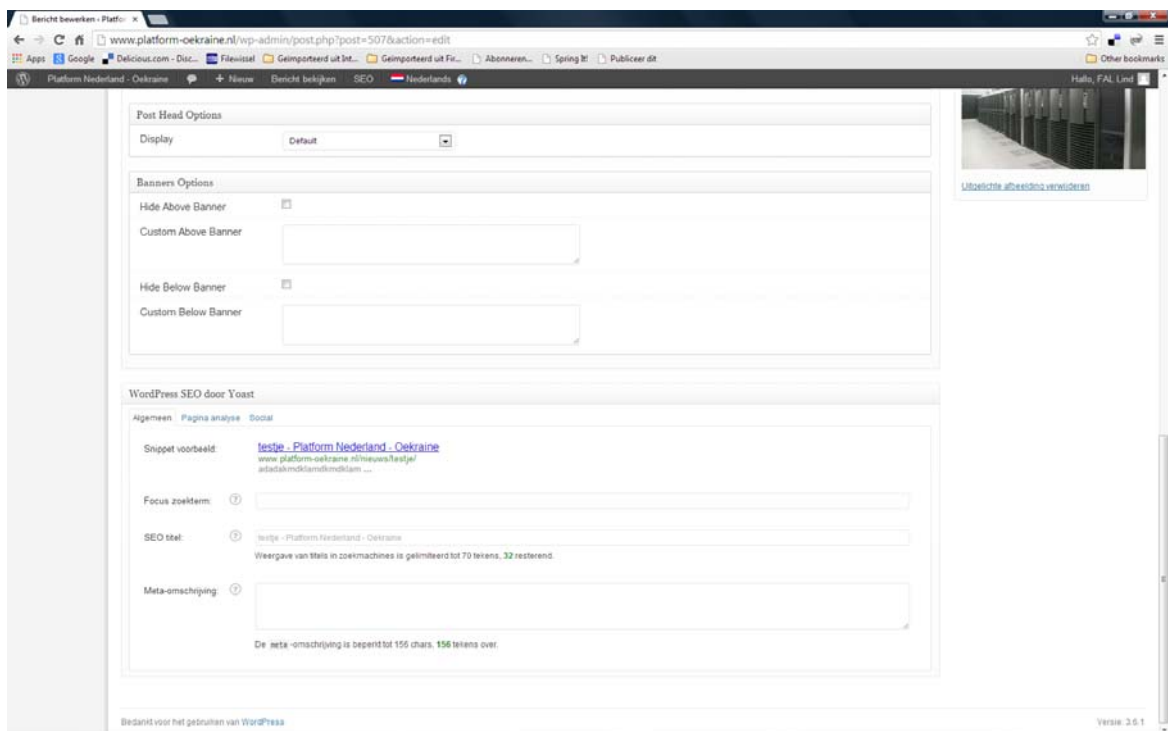 Bericht bewerken ‹ Platfor ×
www.platform-oekraine.nl/wp-admin/post.php?post=507&action=edit
Apps Google Delicious.com - Disc... Filewissel Geïmporteerd uit Int... Geïmporteerd uit Fir... Abonneren... Spring It! Publiceer dit Other bookmarks
Platform Nederland - Oekraine + Nieuw Bericht bekijken SEO Nederlands Hallo, FAL Lind
Post Head Options
Display Default
Uitgelichte afbeelding verwijderen
Banners Options
Hide Above Banner
Custom Above Banner
Hide Below Banner
Custom Below Banner
WordPress SEO door Yoast
Algemeen Pagina analyse Social
Snippet voorbeeld: testje - Platform Nederland - Oekraine
www.platform-oekraine.nl/nieuws/testje/
adadakmdklamdkmdklam ...
Focus zoekterm: ?
SEO titel: ? testje - Platform Nederland - Oekraine
Weergave van titels in zoekmachines is gelimiteerd tot 70 tekens, 32 resterend.
Meta-omschrijving: ?
De meta -omschrijving is beperkt tot 156 chars, 156 tekens over.
Bedankt voor het gebruiken van WordPress Versie: 3.6.1